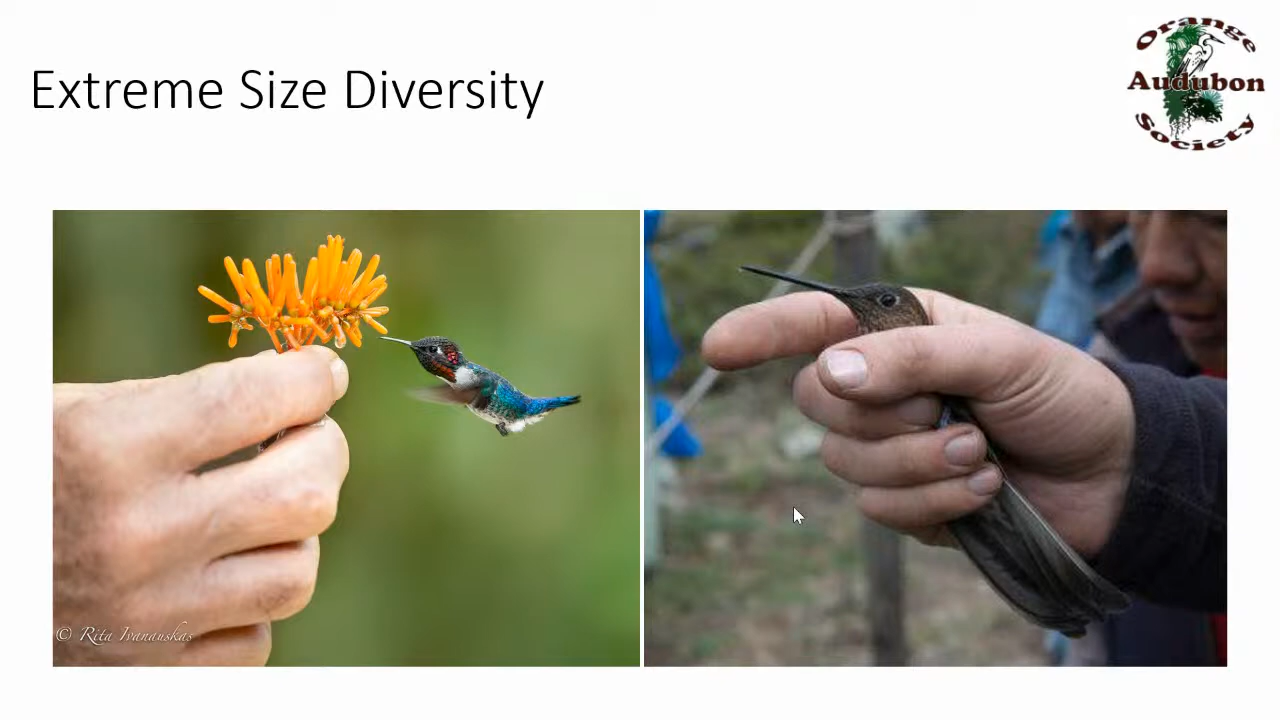 Extreme Size Diversity
Orange
Audubon
Society
© Rita Ivanauskas